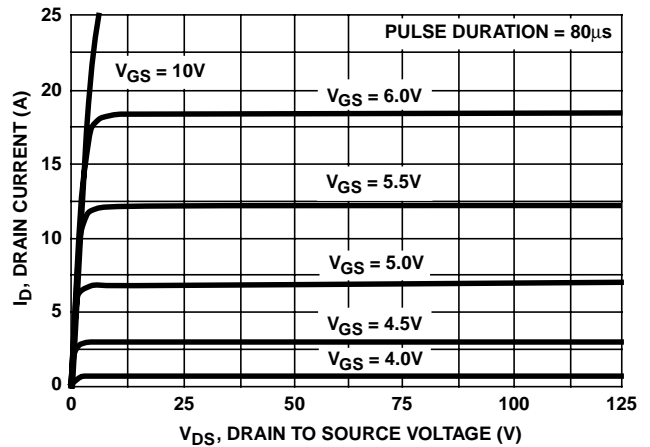 25
PULSE DURATION = 80µs
VGS = 10V
20
VGS = 6.0V
15
VGS = 5.5V
10
VGS = 5.0V
5
VGS = 4.5V
VGS = 4.0V
0
0 25 50 75 100 125
ID, DRAIN CURRENT (A)
VDS, DRAIN TO SOURCE VOLTAGE (V)